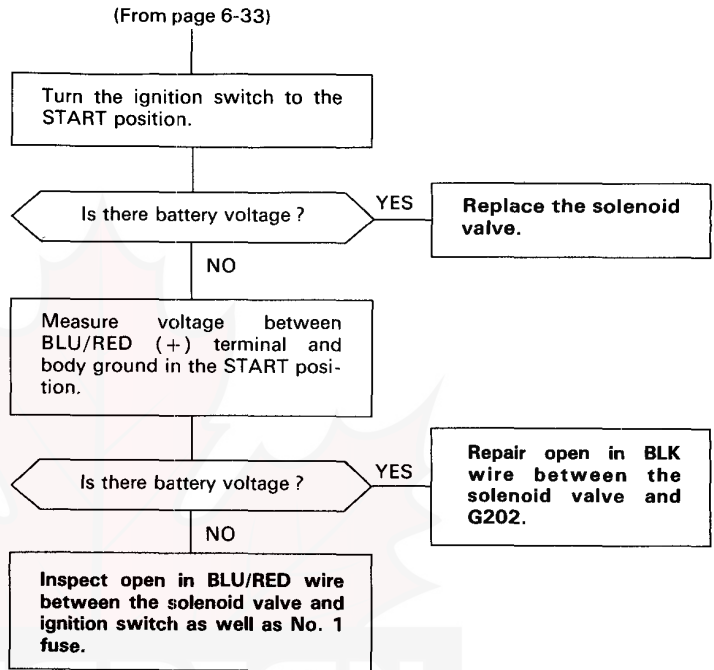 (From page 6-33)
Turn the ignition switch to the
START position.
Is there battery voltage ?
YES
Replace the solenoid
valve.
NO
Measure voltage between
BLU/RED (+) terminal and
body ground in the START posi-
tion.
Is there battery voltage ?
YES
Repair open in BLK
wire between the
solenoid valve and
G202.
NO
Inspect open in BLU/RED wire
between the solenoid valve and
ignition switch as well as No. 1
fuse.